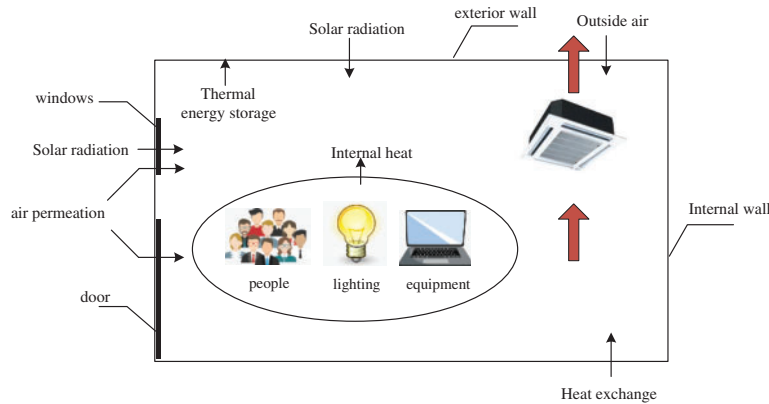 exterior wall
Solar radiation
Outside air
windows
Thermal
energy storage
Solar radiation
Internal heat
air permeation
Internal wall
people
lighting
equipment
door
Heat exchange